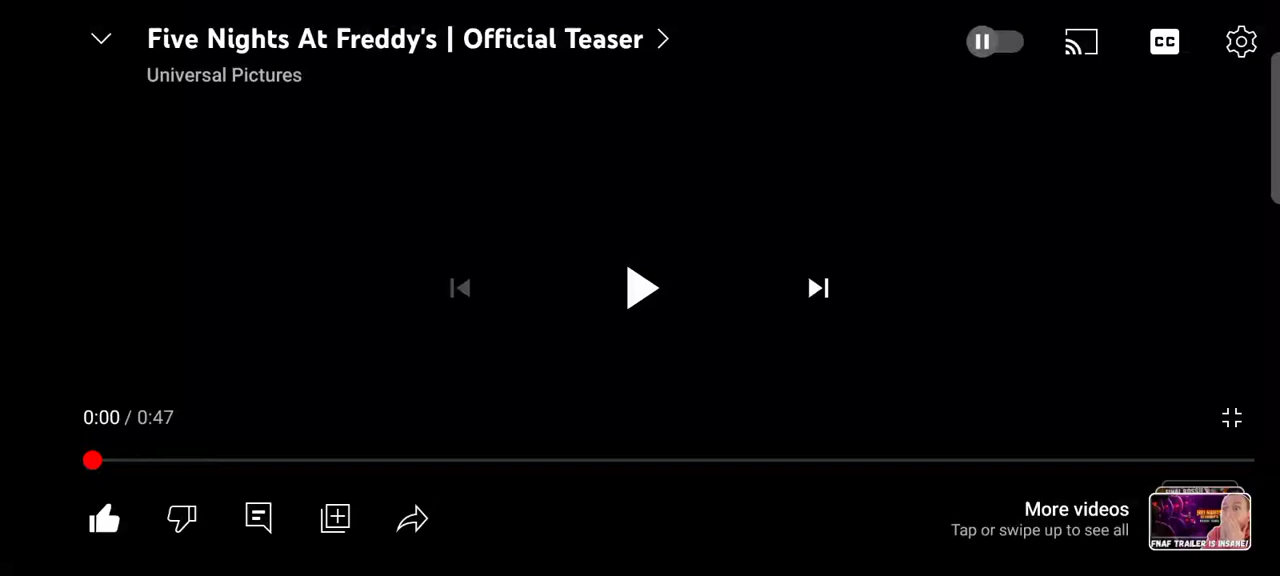 Five Nights At Freddy's | Official Teaser
Universal Pictures
CC
0:00 / 0:47
More videos
Tap or swipe up to see all
FNAF TRAILER IS INSANE!